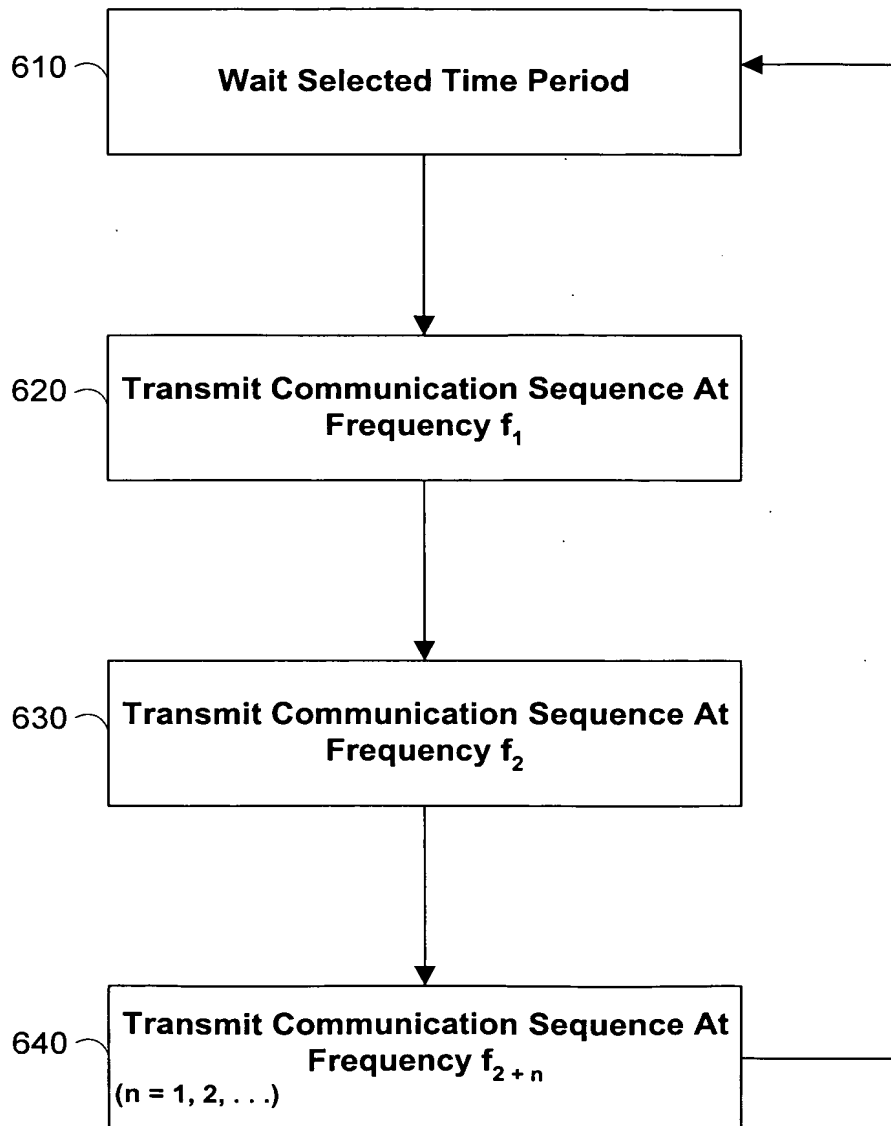 610
Wait Selected Time Period
620
Transmit Communication Sequence At
Frequency f₁
630
Transmit Communication Sequence At
Frequency f₂
640
Transmit Communication Sequence At
Frequency f₂ ₊ ₙ
(n = 1, 2, . . .)